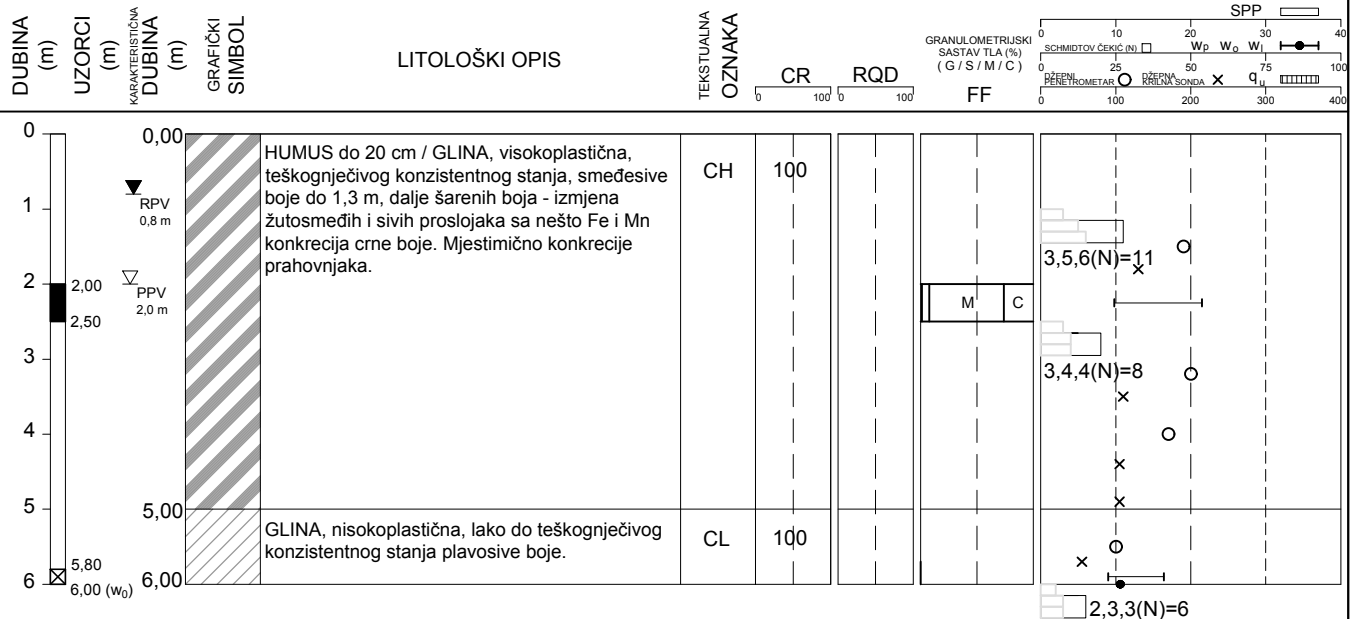 DUBINA
(m)
UZORCI
(m)
KARAKTERISTIČNA
DUBINA
(m)
GRAFIČKI
SIMBOL
LITOLOŠKI OPIS
TEKSTUALNA
OZNAKA
CR
0 100
RQD
0 100
GRANULOMETRIJSKI
SASTAV TLA (%)
( G / S / M / C )
FF
SPP
0 10 20 30 40
SCHMIDTOV ČEKIĆ (N)
wp wo wl
0 25 50 75 100
DŽEPNI
PENETROMETAR
DŽEPNA
KRILNA SONDA
qu
0 100 200 300 400
0
1
2
3
4
5
6
2,00
2,50
5,80
6,00 (w0)
RPV
0,8 m
PPV
2,0 m
0,00
5,00
6,00
HUMUS do 20 cm / GLINA, visokoplastična,
teškognječivog konzistentnog stanja, smeđesive
boje do 1,3 m, dalje šarenih boja - izmjena
žutosmeđih i sivih proslojaka sa nešto Fe i Mn
konkrecija crne boje. Mjestimično konkrecije
prahovnjaka.
CH
100
3,5,6(N)=11
M C
3,4,4(N)=8
GLINA, nisokoplastična, lako do teškognječivog
konzistentnog stanja plavosive boje.
CL
100
2,3,3(N)=6